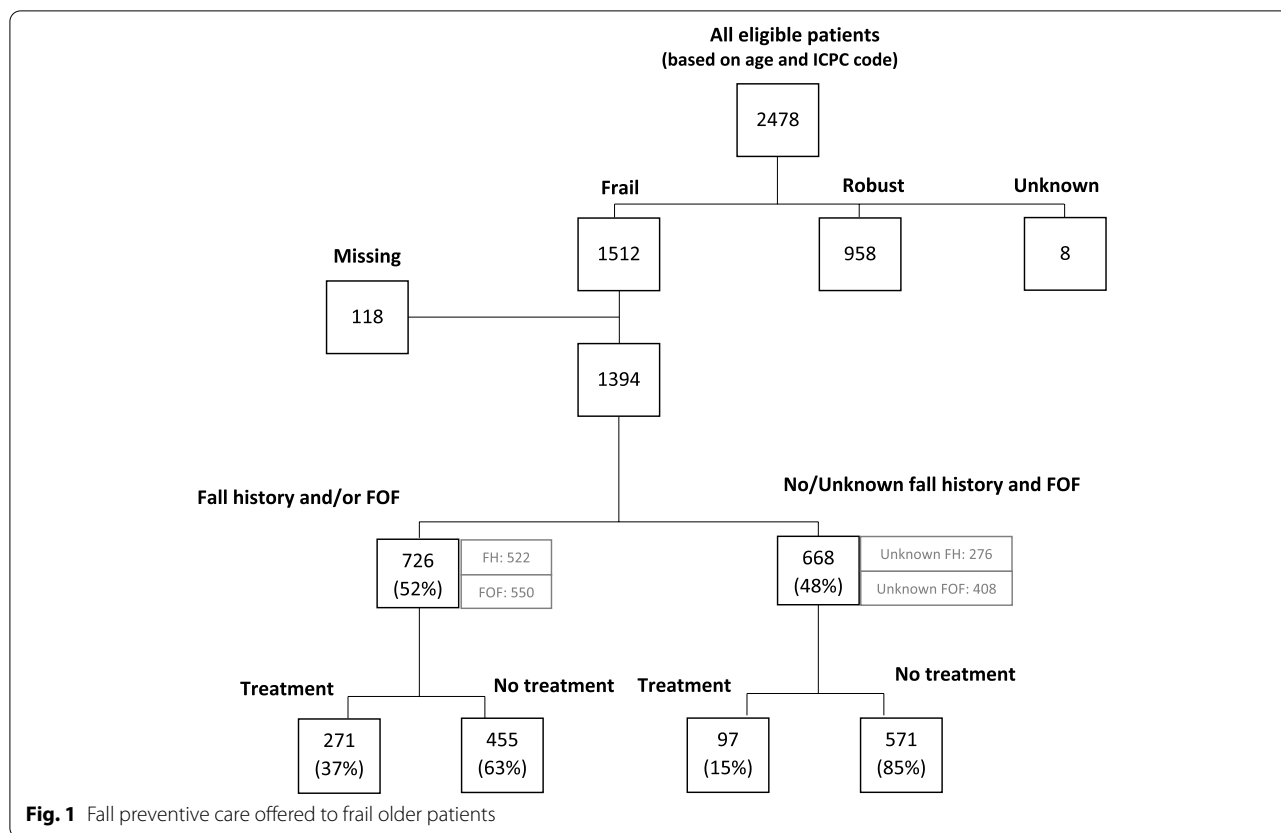 All eligible patients
(based on age and ICPC code)
2478
Frail
Robust
Unknown
1512
958
8
Missing
118
1394
Fall history and/or FOF
No/Unknown fall history and FOF
726
(52%)
FH: 522
FOF: 550
668
(48%)
Unknown FH: 276
Unknown FOF: 408
Treatment
No treatment
Treatment
No treatment
271
(37%)
455
(63%)
97
(15%)
571
(85%)
Fig. 1 Fall preventive care offered to frail older patients